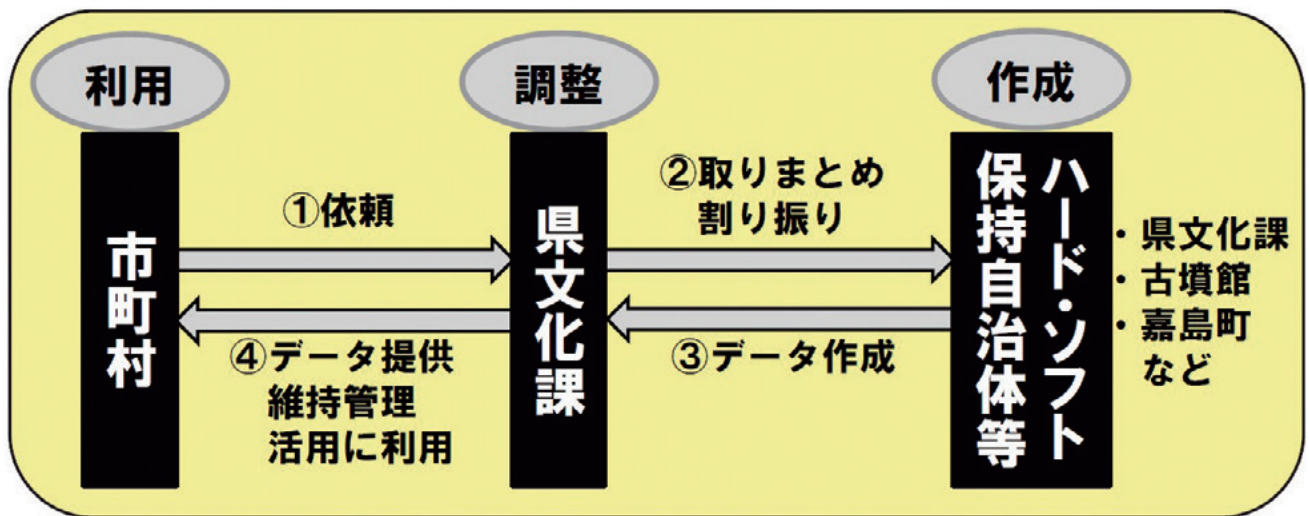 利用
調整
作成
市町村
①依頼
県文化課
②取りまとめ
割り振り
ハード・ソフト
保持自治体等
・県文化課
・古墳館
・嘉島町
など
③データ作成
④データ提供
維持管理
活用に利用